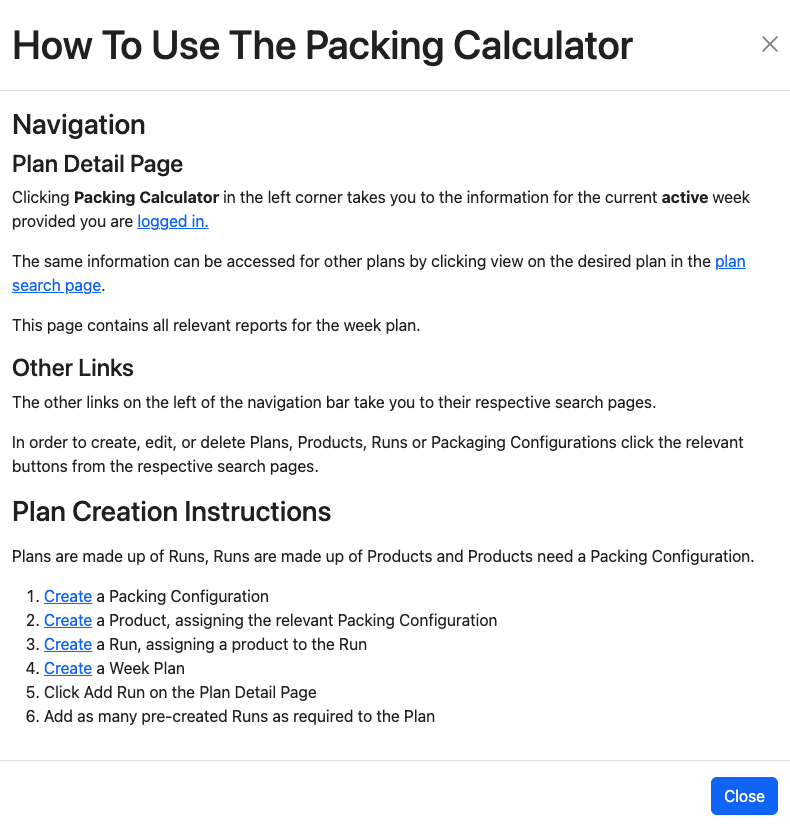 How To Use The Packing Calculator
Navigation
Plan Detail Page
Clicking Packing Calculator in the left corner takes you to the information for the current active week
provided you are logged in.
The same information can be accessed for other plans by clicking view on the desired plan in the plan
search page.
This page contains all relevant reports for the week plan.
Other Links
The other links on the left of the navigation bar take you to their respective search pages.
In order to create, edit, or delete Plans, Products, Runs or Packaging Configurations click the relevant
buttons from the respective search pages.
Plan Creation Instructions
Plans are made up of Runs, Runs are made up of Products and Products need a Packing Configuration.
1. Create a Packing Configuration
2. Create a Product, assigning the relevant Packing Configuration
3. Create a Run, assigning a product to the Run
4. Create a Week Plan
5. Click Add Run on the Plan Detail Page
6. Add as many pre-created Runs as required to the Plan
Close